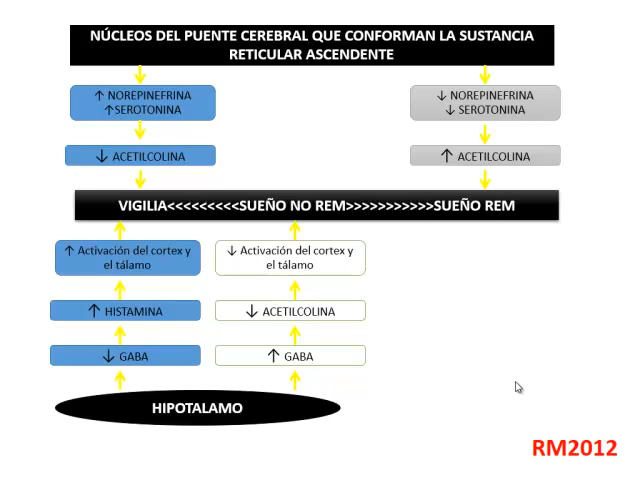 NÚCLEOS DEL PUENTE CEREBRAL QUE CONFORMAN LA SUSTANCIA
RETICULAR ASCENDENTE
↑ NOREPINEFRINA
↑SEROTONINA
↓ NOREPINEFRINA
↓ SEROTONINA
↓ ACETILCOLINA
↑ ACETILCOLINA
VIGILIA<<<<<<<<<SUEÑO NO REM>>>>>>>>>>>SUEÑO REM
↑ Activación del cortex y
el tálamo
↓ Activación del cortex y
el tálamo
↑ HISTAMINA
↓ ACETILCOLINA
↓ GABA
↑ GABA
HIPOTALAMO
RM2012